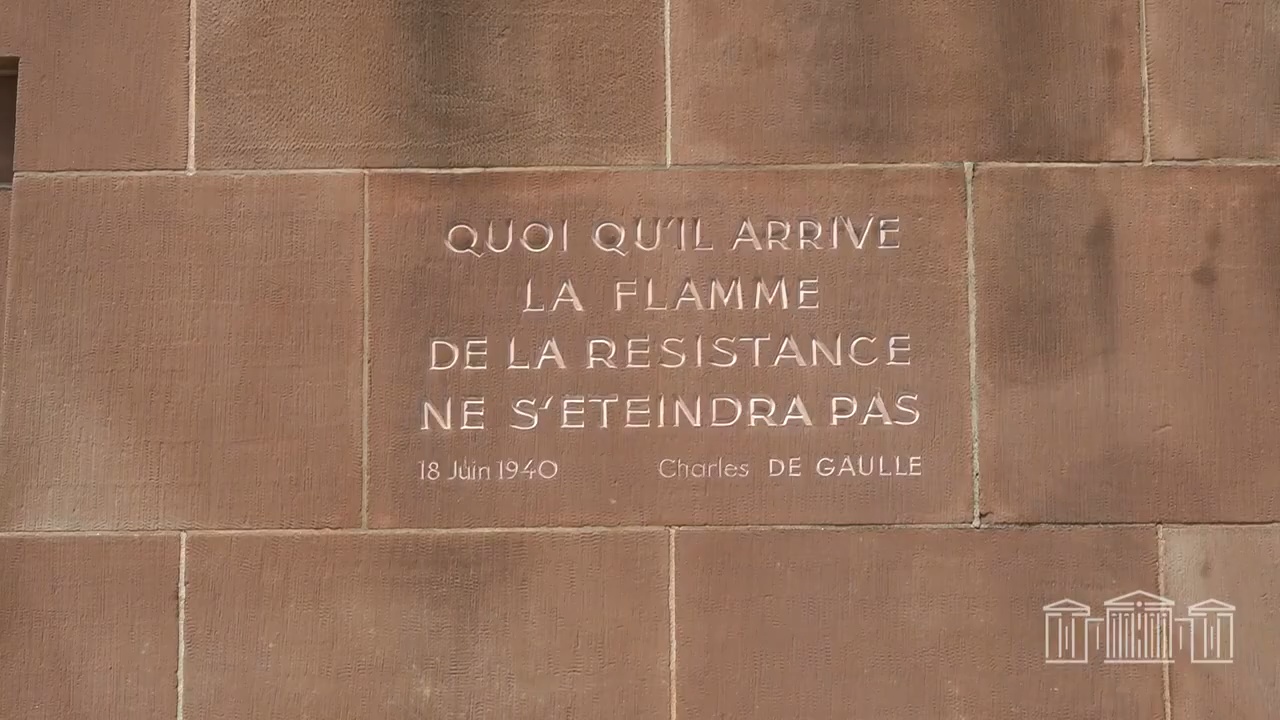 QUOI QU'IL ARRIVE
LA FLAMME
DE LA RESISTANCE
NE S'ETEINDRA PAS
18 Juin 1940 Charles DE GAULLE